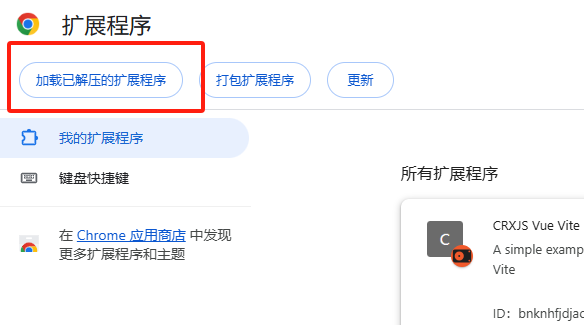 扩展程序
加载已解压的扩展程序
打包扩展程序
更新
我的扩展程序
键盘快捷键
在 Chrome 应用商店 中发现
更多扩展程序和主题
所有扩展程序
C
CRXJS Vue Vite
A simple examp
Vite
ID：bnknhfjdjac